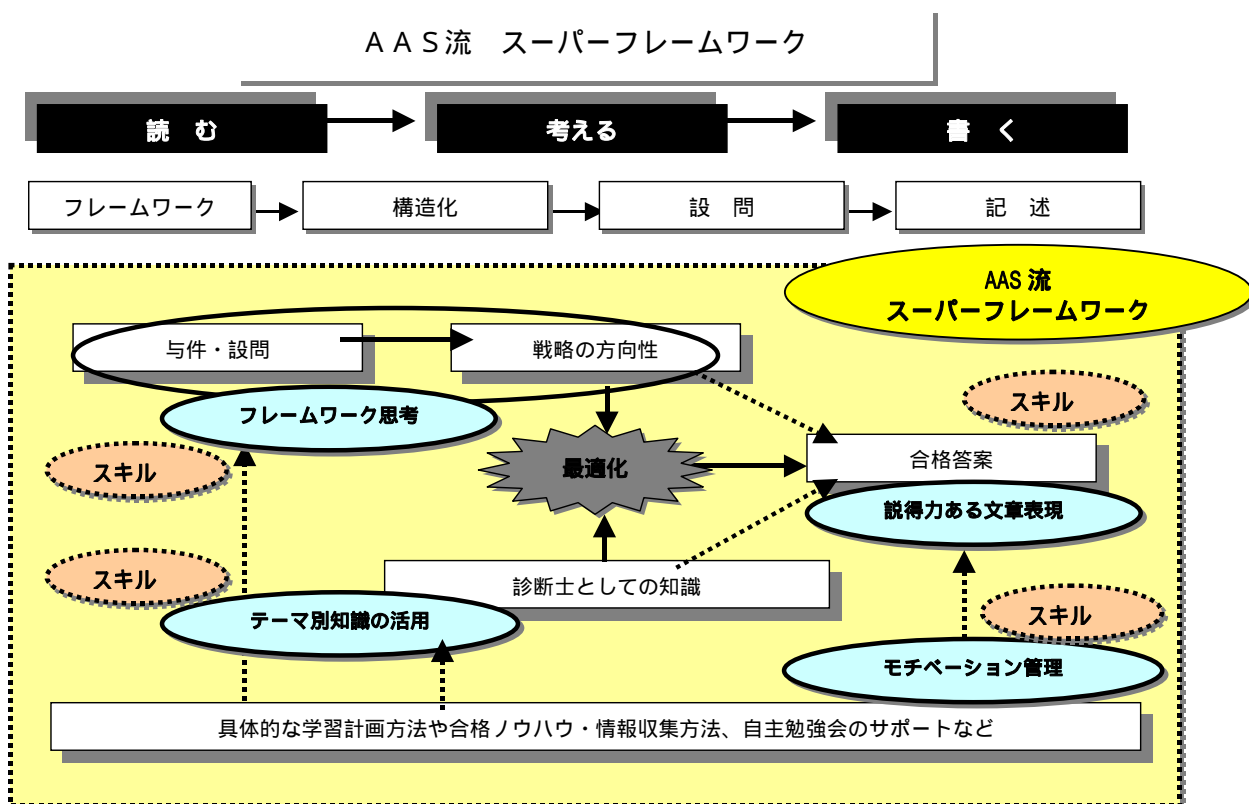 ＡＡＳ流　スーパーフレームワーク
読　む
考える
書　く
フレームワーク
構造化
設　問
記　述
AAS 流
スーパーフレームワーク
与件・設問
戦略の方向性
フレームワーク思考
スキル
スキル
最適化
合格答案
説得力ある文章表現
スキル
診断士としての知識
テーマ別知識の活用
スキル
モチベーション管理
具体的な学習計画方法や合格ノウハウ・情報収集方法、自主勉強会のサポートなど